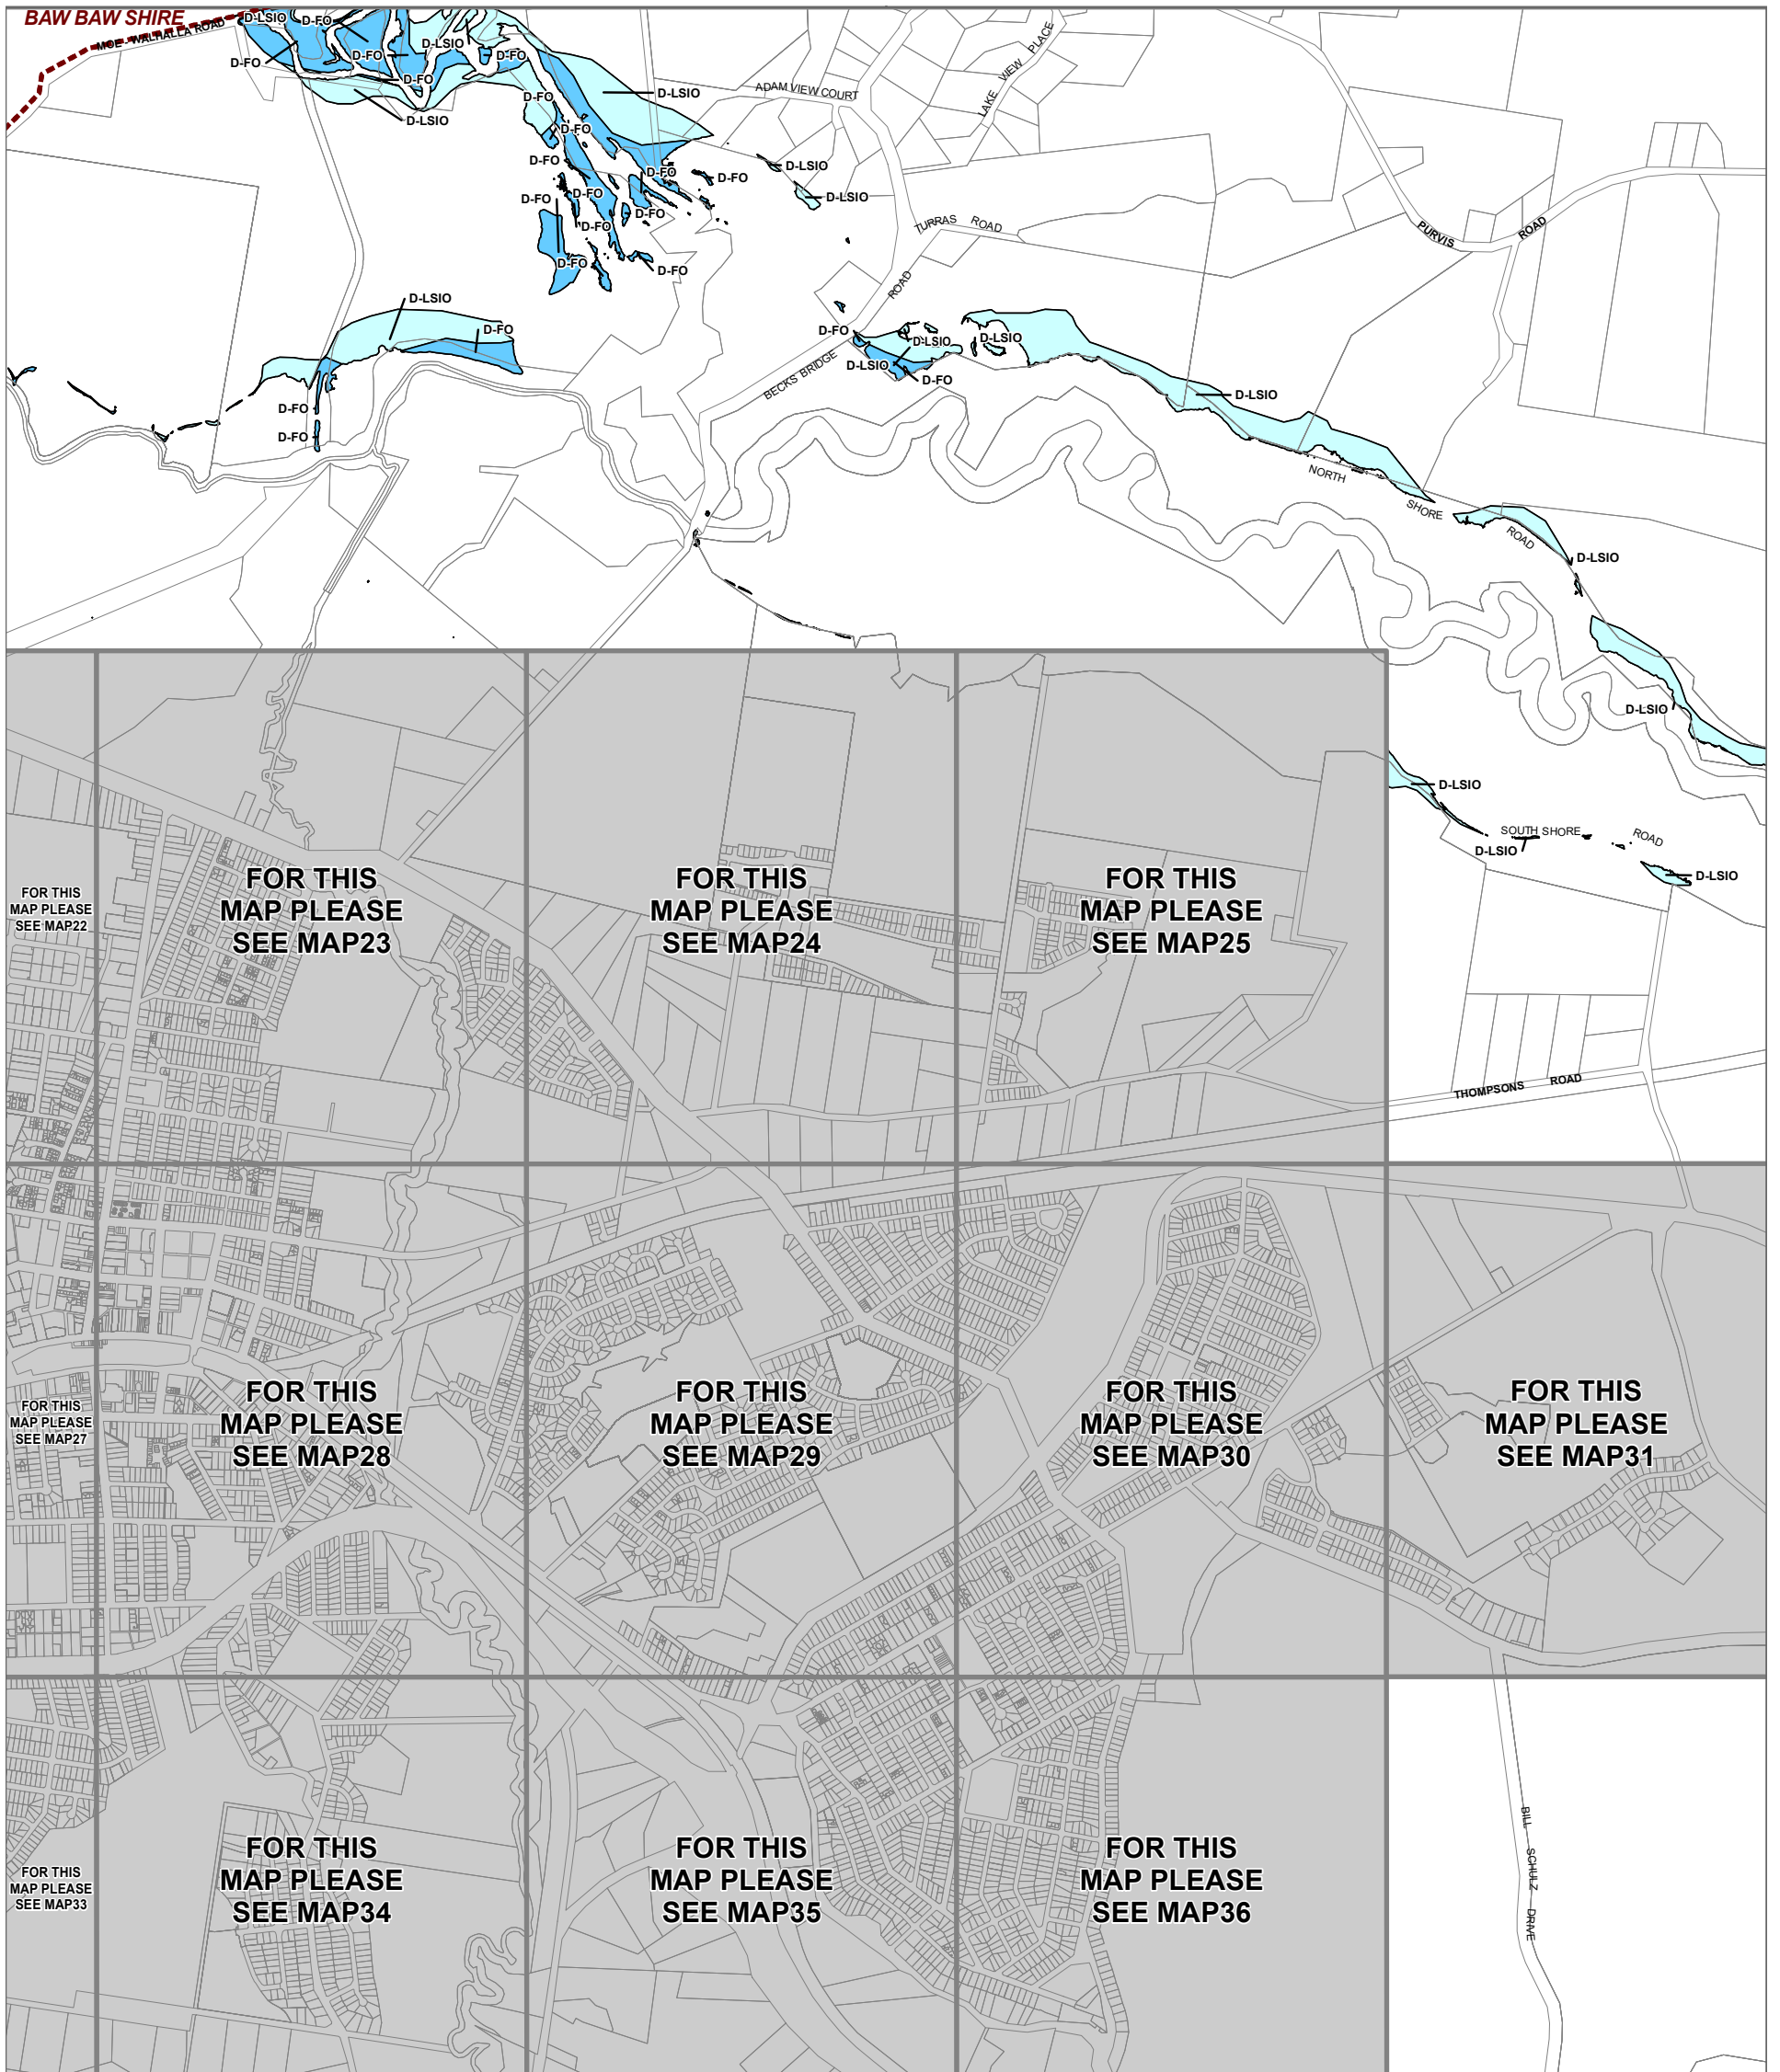 BAW BAW SHIRE
MOE - WALHALLA ROAD
D-LSIO
D-FO
D-FO
D-FO
D-LSIO
D-FO
D-FO
D-LSIO
D-FO
D-LSIO
D-FO
D-FO
D-FO
D-FO
D-FO
D-FO
D-FO
D-FO
D-FO
D-FO
D-FO
ADAM VIEW COURT
LAKE VIEW PLACE
D-LSIO
D-LSIO
TURRAS ROAD
PURVIS ROAD
D-LSIO
D-FO
D-FO
D-FO
BECKS BRIDGE ROAD
D-FO
D-LSIO
D-LSIO
D-FO
D-LSIO
D-LSIO
NORTH SHORE ROAD
D-LSIO
D-LSIO
D-LSIO
SOUTH SHORE ROAD
D-LSIO
D-LSIO
FOR THIS
MAP PLEASE
SEE MAP22
FOR THIS
MAP PLEASE
SEE MAP23
FOR THIS
MAP PLEASE
SEE MAP24
FOR THIS
MAP PLEASE
SEE MAP25
THOMPSONS ROAD
FOR THIS
MAP PLEASE
SEE MAP27
FOR THIS
MAP PLEASE
SEE MAP28
FOR THIS
MAP PLEASE
SEE MAP29
FOR THIS
MAP PLEASE
SEE MAP30
FOR THIS
MAP PLEASE
SEE MAP31
FOR THIS
MAP PLEASE
SEE MAP33
FOR THIS
MAP PLEASE
SEE MAP34
FOR THIS
MAP PLEASE
SEE MAP35
FOR THIS
MAP PLEASE
SEE MAP36
BILL SCHULZ DRIVE